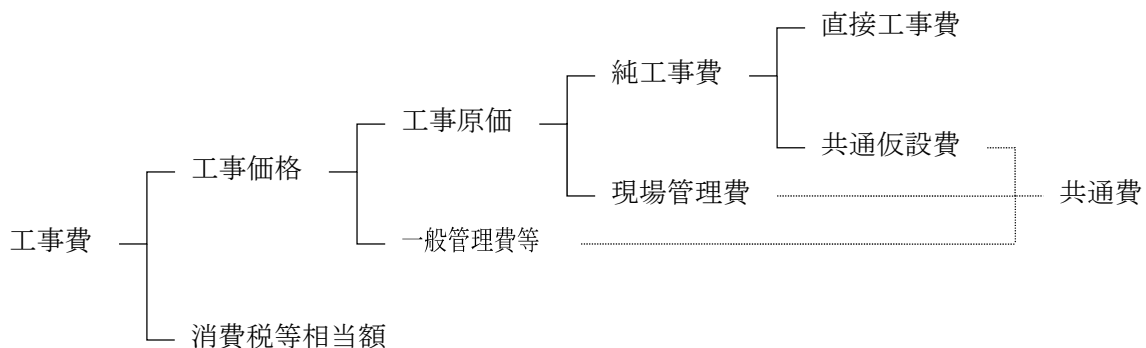 直接工事費
純工事費
工事原価
共通仮設費
工事価格
現場管理費
共通費
工事費
一般管理費等
消費税等相当額